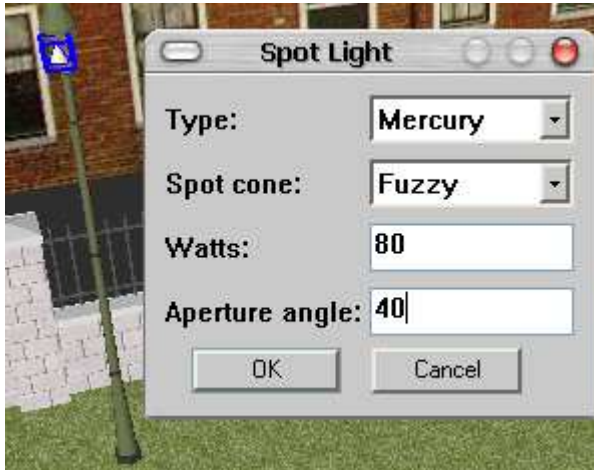 Spot Light
Type: Mercury
Spot cone: Fuzzy
Watts: 80
Aperture angle: 40
OK Cancel